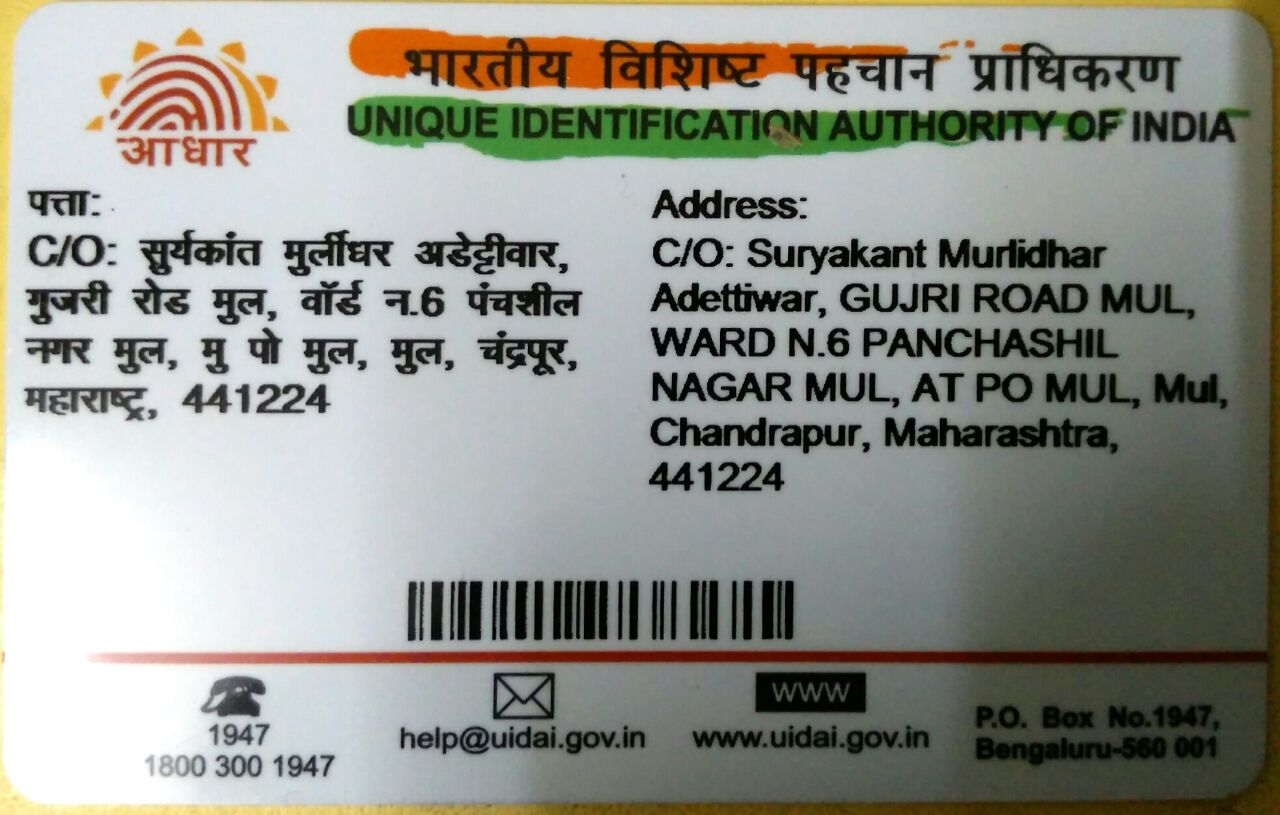 भारतीय विशिष्ट पहचान प्राधिकरण
UNIQUE IDENTIFICATION AUTHORITY OF INDIA
आधार
पत्ता:
C/O: सुर्यकांत मुर्लीधर अडेट्टीवार,
गुजरी रोड मुल, वॉर्ड न.6 पंचशील
नगर मुल, मु पो मुल, मुल, चंद्रपूर,
महाराष्ट्र, 441224
Address:
C/O: Suryakant Murlidhar
Adettiwar, GUJRI ROAD MUL,
WARD N.6 PANCHASHIL
NAGAR MUL, AT PO MUL, Mul,
Chandrapur, Maharashtra,
441224
1947
1800 300 1947
help@uidai.gov.in
www
www.uidai.gov.in
P.O. Box No.1947,
Bengaluru-560 001